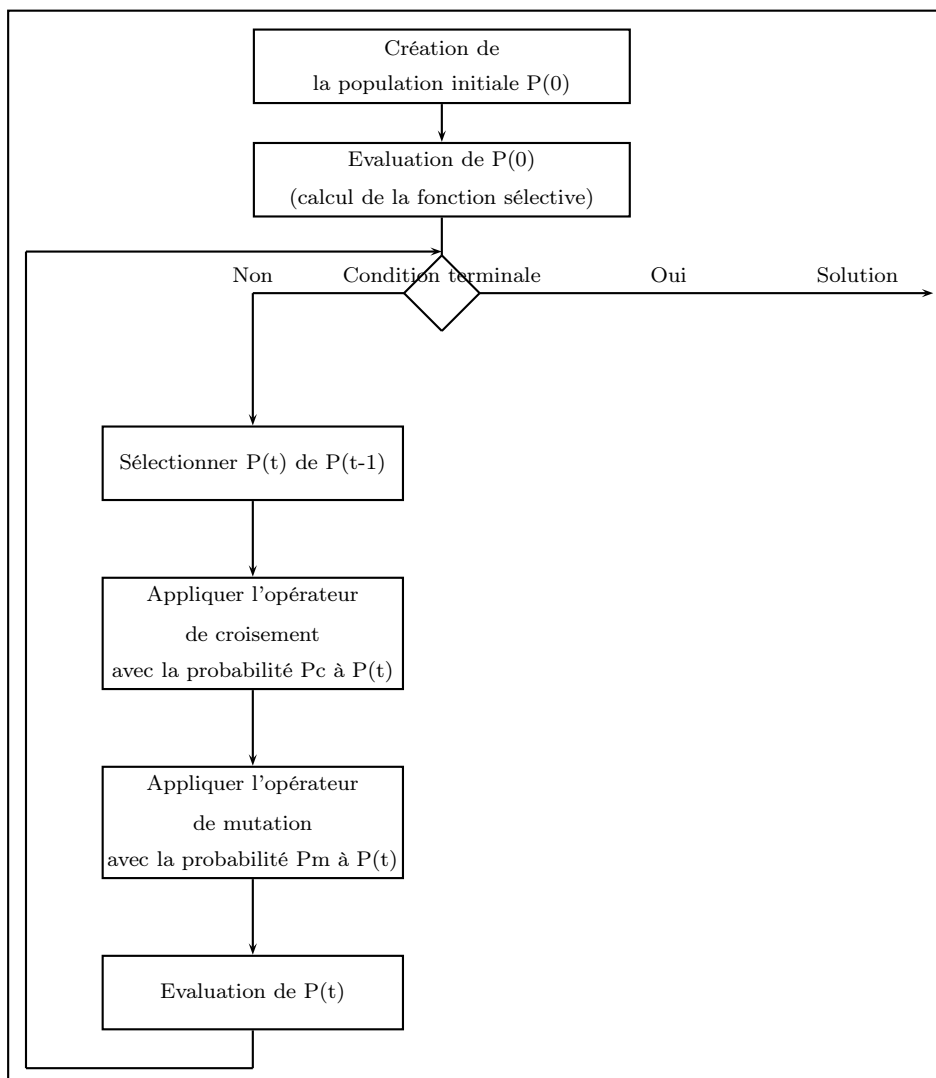 Création de
la population initiale P(0)
Evaluation de P(0)
(calcul de la fonction sélective)
Non
Condition terminale
Oui
Solution
Sélectionner P(t) de P(t-1)
Appliquer l'opérateur
de croisement
avec la probabilité Pc à P(t)
Appliquer l'opérateur
de mutation
avec la probabilité Pm à P(t)
Evaluation de P(t)